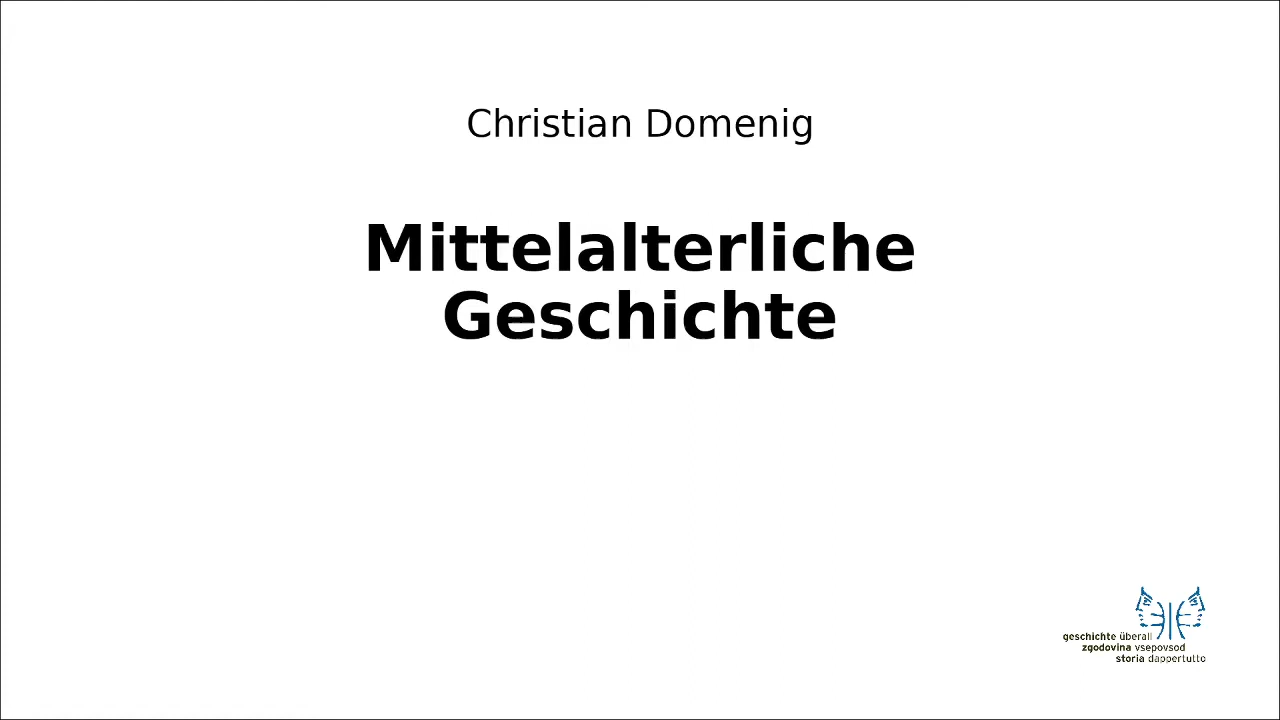 Christian Domenig
Mittelalterliche
Geschichte
geschichte überall
zgodovina vsepovsod
storia dappertutto